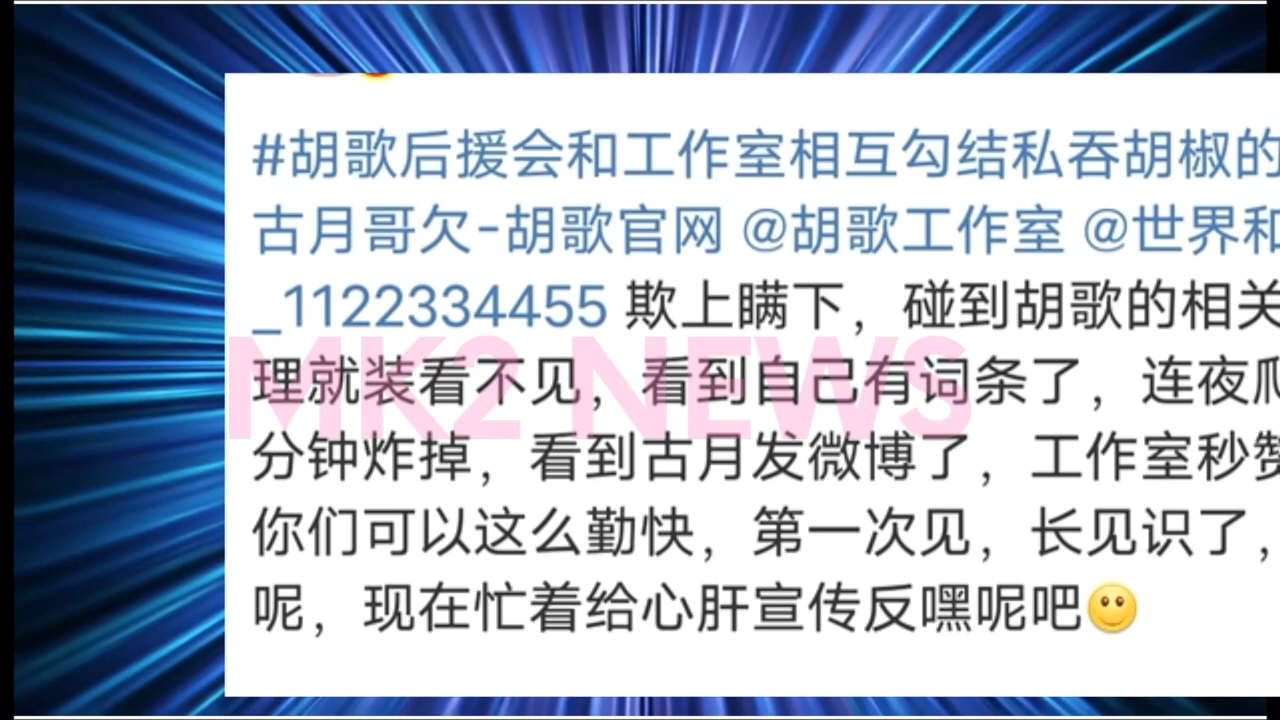 #胡歌后援会和工作室相互勾结私吞胡椒的
古月哥欠-胡歌官网 @胡歌工作室 @世界和
_1122334455 欺上瞒下，碰到胡歌的相关
理就装看不见，看到自己有词条了，连夜爬
MK2 NEWS
分钟炸掉，看到古月发微博了，工作室秒赞
你们可以这么勤快，第一次见，长见识了，
呢，现在忙着给心肝宣传反嘿呢吧